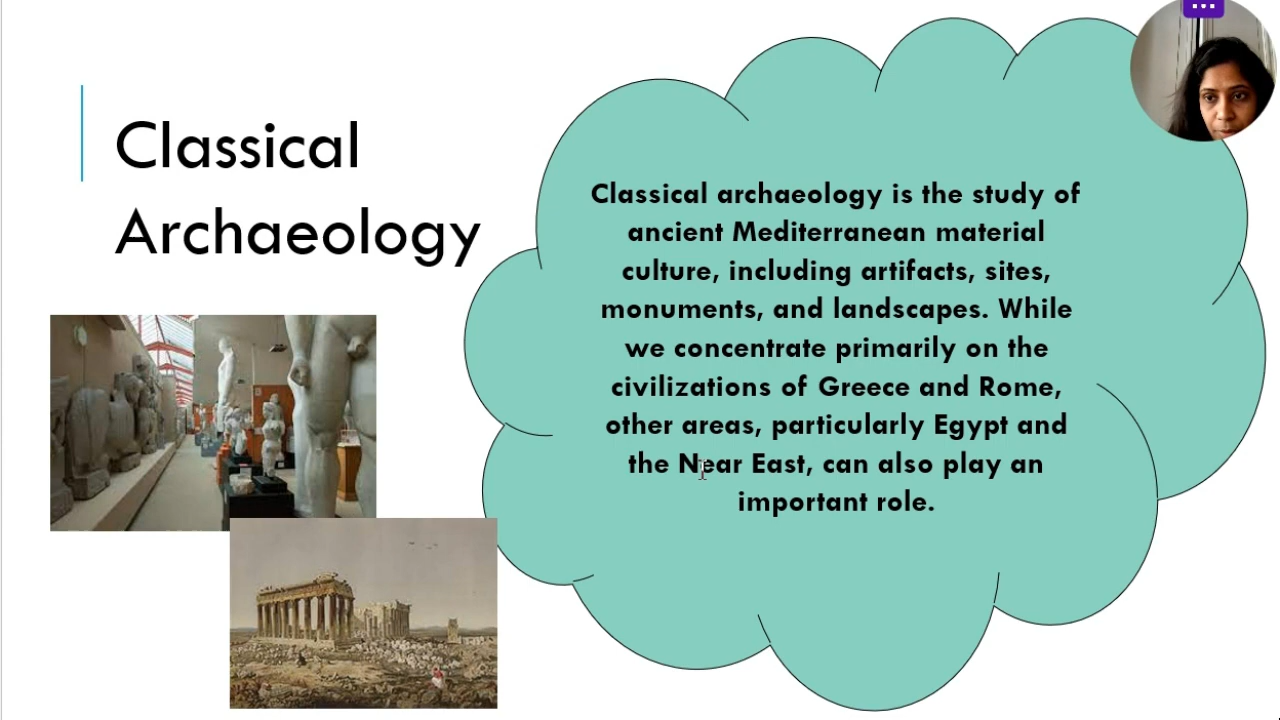 Classical
Archaeology
Classical archaeology is the study of
ancient Mediterranean material
culture, including artifacts, sites,
monuments, and landscapes. While
we concentrate primarily on the
civilizations of Greece and Rome,
other areas, particularly Egypt and
the Near East, can also play an
important role.